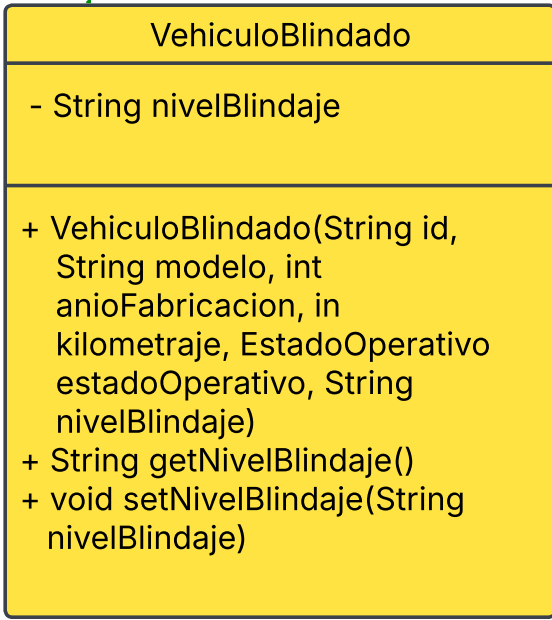 VehiculoBlindado
- String nivelBlindaje
+ VehiculoBlindado(String id,
String modelo, int
anioFabricacion, in
kilometraje, EstadoOperativo
estadoOperativo, String
nivelBlindaje)
+ String getNivelBlindaje()
+ void setNivelBlindaje(String
nivelBlindaje)